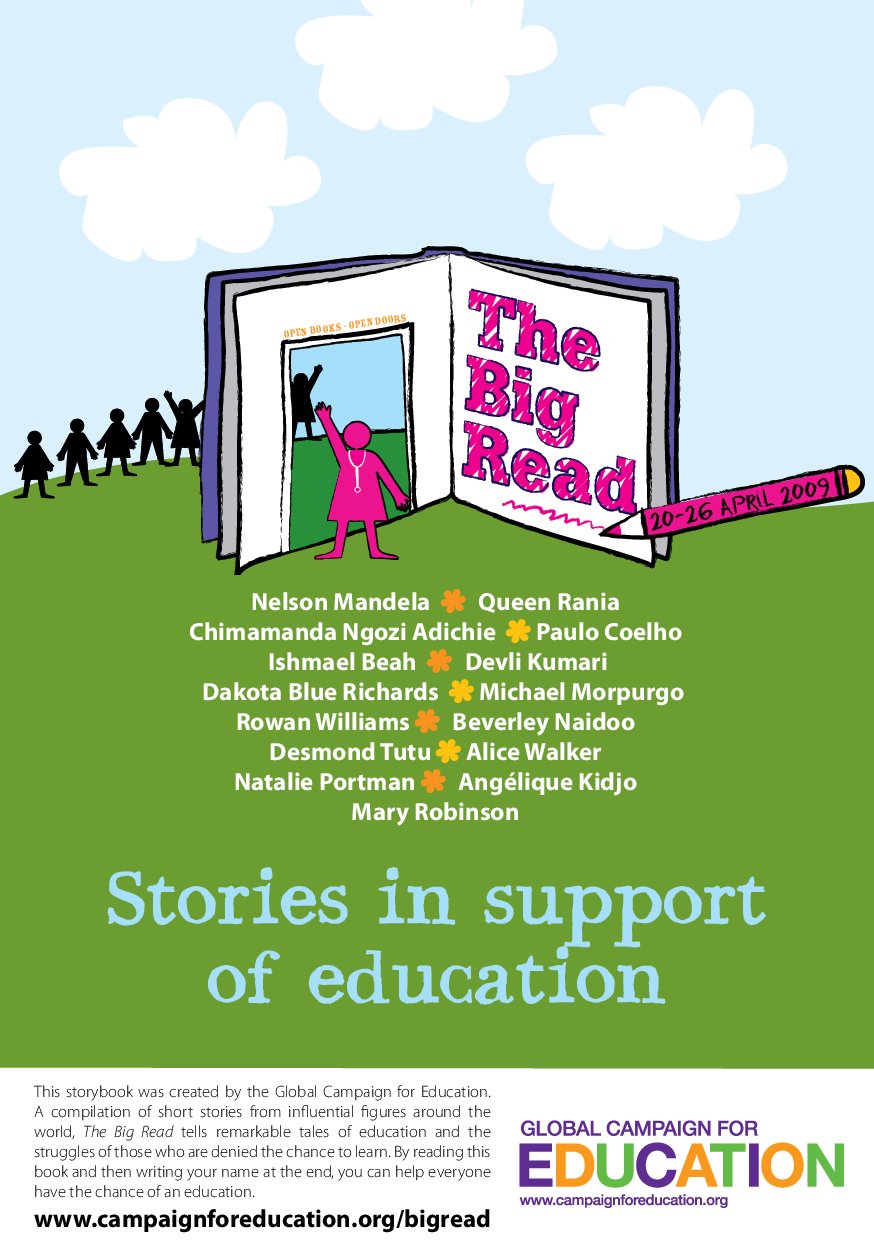 OPEN BOOKS - OPEN DOORS
The
Big
Read
20-26 APRIL 2009
Nelson Mandela Queen Rania
Chimamanda Ngozi Adichie Paulo Coelho
Ishmael Beah Devli Kumari
Dakota Blue Richards Michael Morpurgo
Rowan Williams Beverley Naidoo
Desmond Tutu Alice Walker
Natalie Portman Angélique Kidjo
Mary Robinson
Stories in support
of education
This storybook was created by the Global Campaign for Education.
A compilation of short stories from influential figures around the
world, The Big Read tells remarkable tales of education and the
struggles of those who are denied the chance to learn. By reading this
book and then writing your name at the end, you can help everyone
have the chance of an education.
www.campaignforeducation.org/bigread
GLOBAL CAMPAIGN FOR
EDUCATION
www.campaignforeducation.org